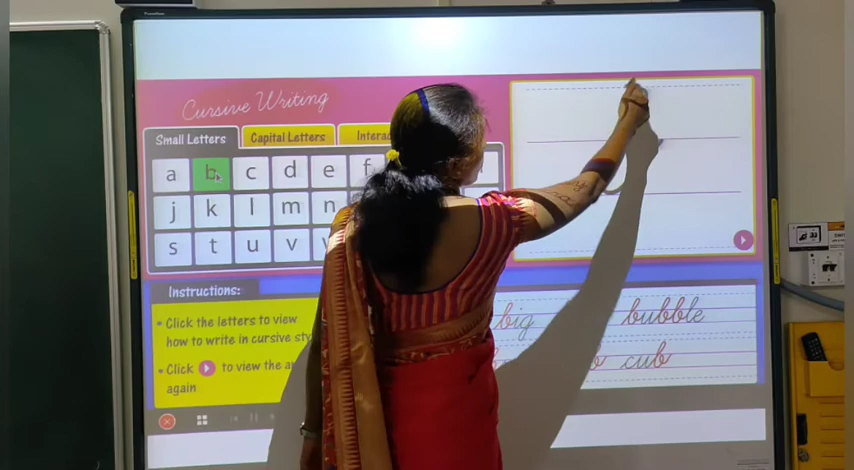 Cursive Writing
Small Letters Capital Letters
a b c d e f
j k l m n
s t u v
Instructions:
• Click the letters to view
how to write in cursive
• Click to view the
again
big bubble
cub